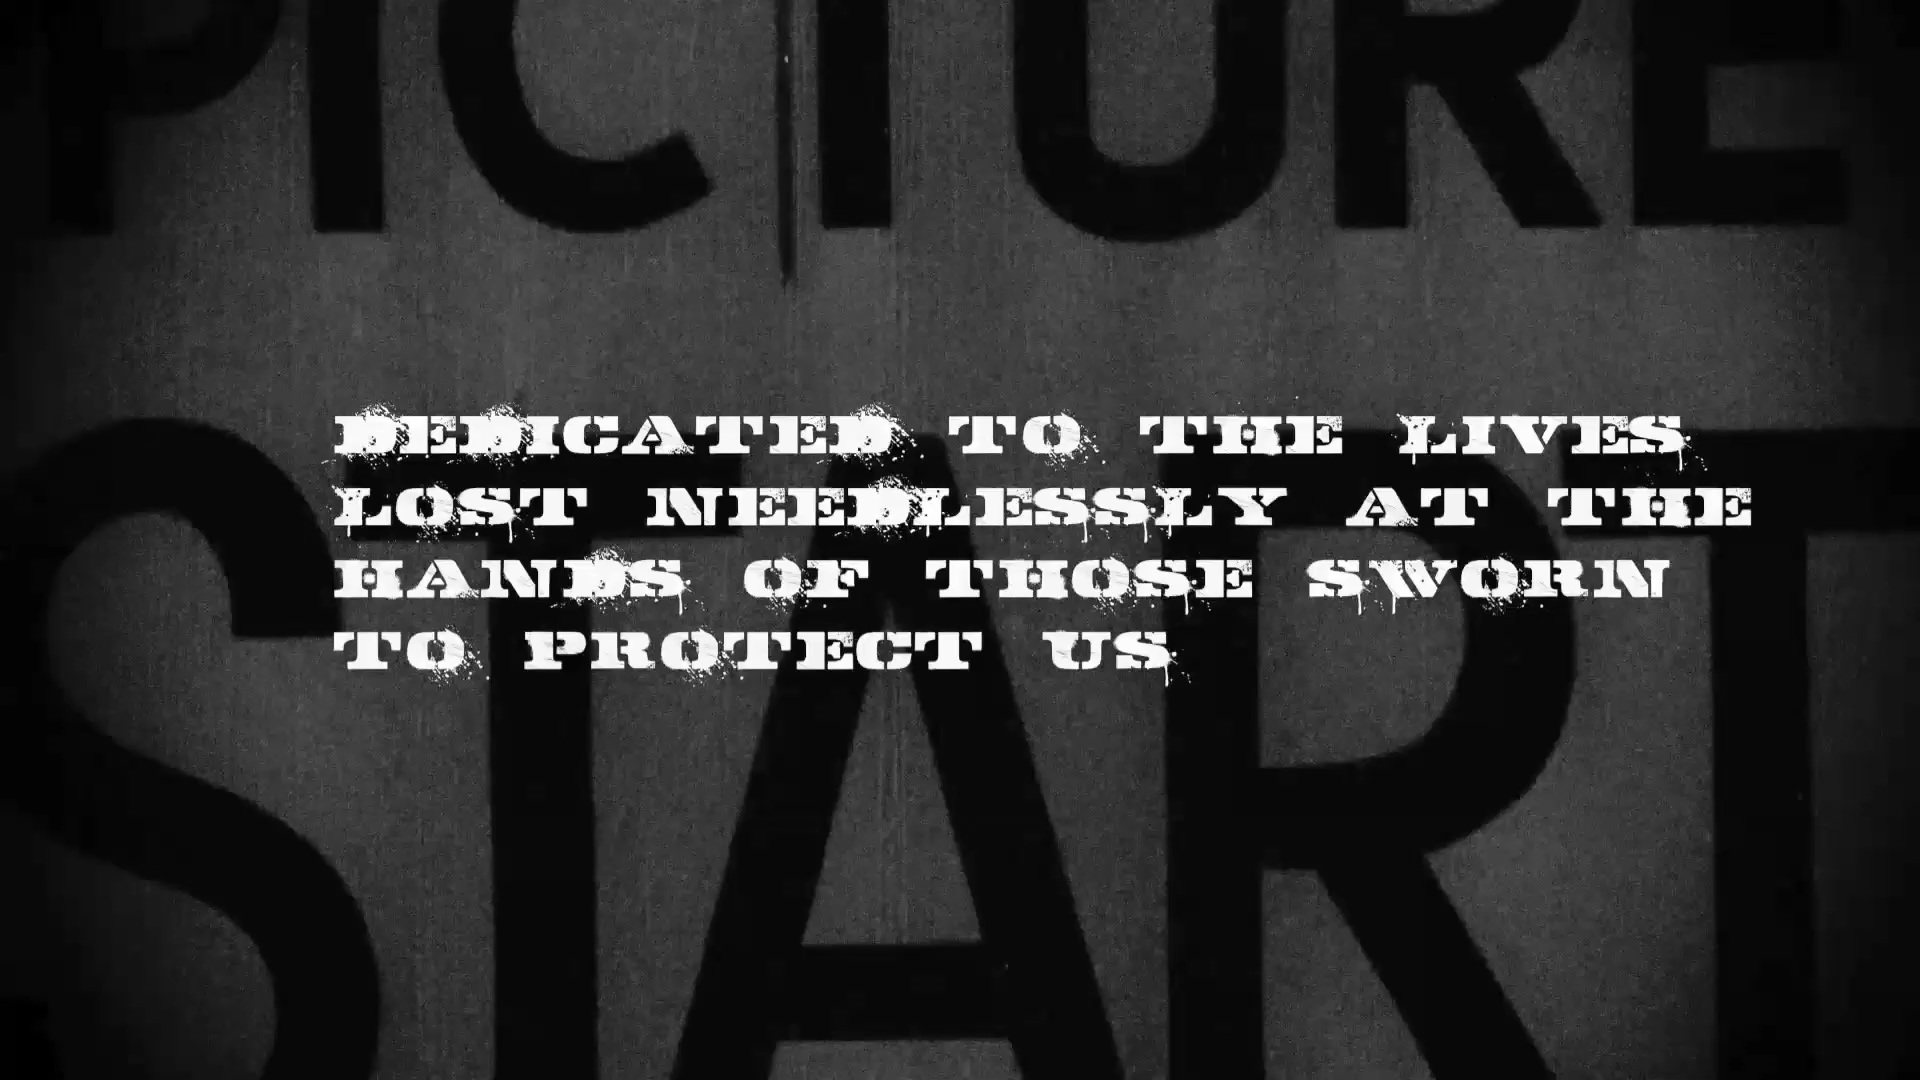 PICTURE
DEDICATED TO THE LIVES
LOST NEEDLESSLY AT THE
HANDS OF THOSE SWORN
TO PROTECT US
START